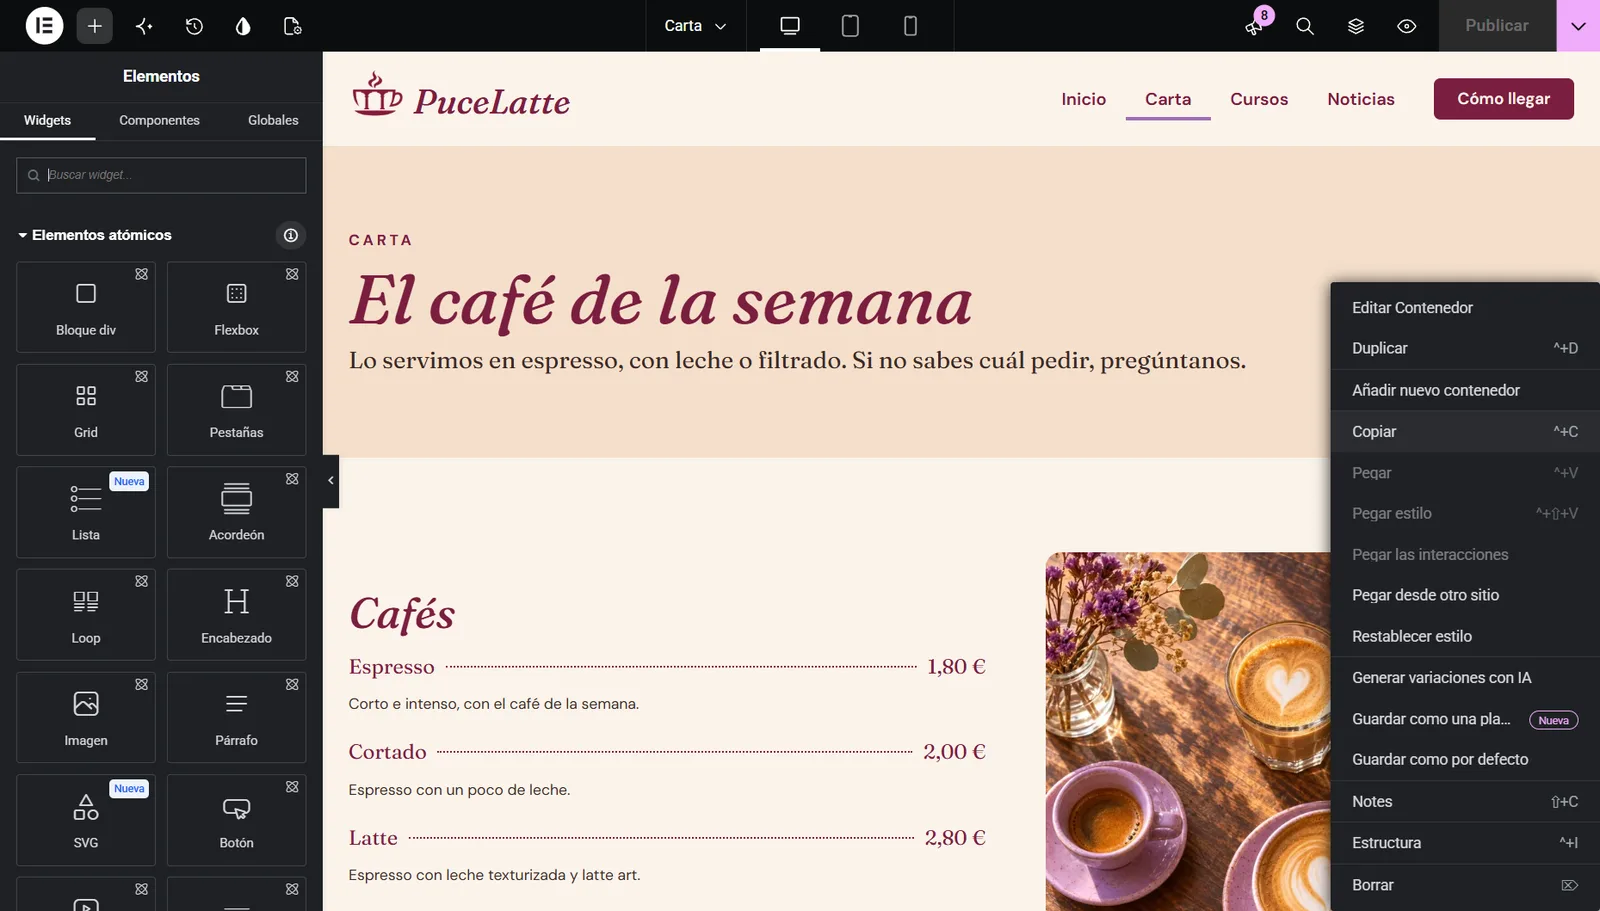 Carta
8
Publicar
Elementos
Widgets
Componentes
Globales
Buscar widget...
Elementos atómicos
Bloque div
Flexbox
Grid
Pestañas
Nueva
Lista
Acordeón
Loop
Encabezado
Imagen
Párrafo
Nueva
SVG
Botón
PuceLatte
Inicio
Carta
Cursos
Noticias
Cómo llegar
CARTA
El café de la semana
Lo servimos en espresso, con leche o filtrado. Si no sabes cuál pedir, pregúntanos.
Cafés
Espresso 1,80 €
Corto e intenso, con el café de la semana.
Cortado 2,00 €
Espresso con un poco de leche.
Latte 2,80 €
Espresso con leche texturizada y latte art.
Editar Contenedor
Duplicar ^+D
Añadir nuevo contenedor
Copiar ^+C
Pegar ^+V
Pegar estilo ^+⇧+V
Pegar las interacciones
Pegar desde otro sitio
Restablecer estilo
Generar variaciones con IA
Guardar como una pla... Nueva
Guardar como por defecto
Notes ⇧+C
Estructura ^+I
Borrar ⌦